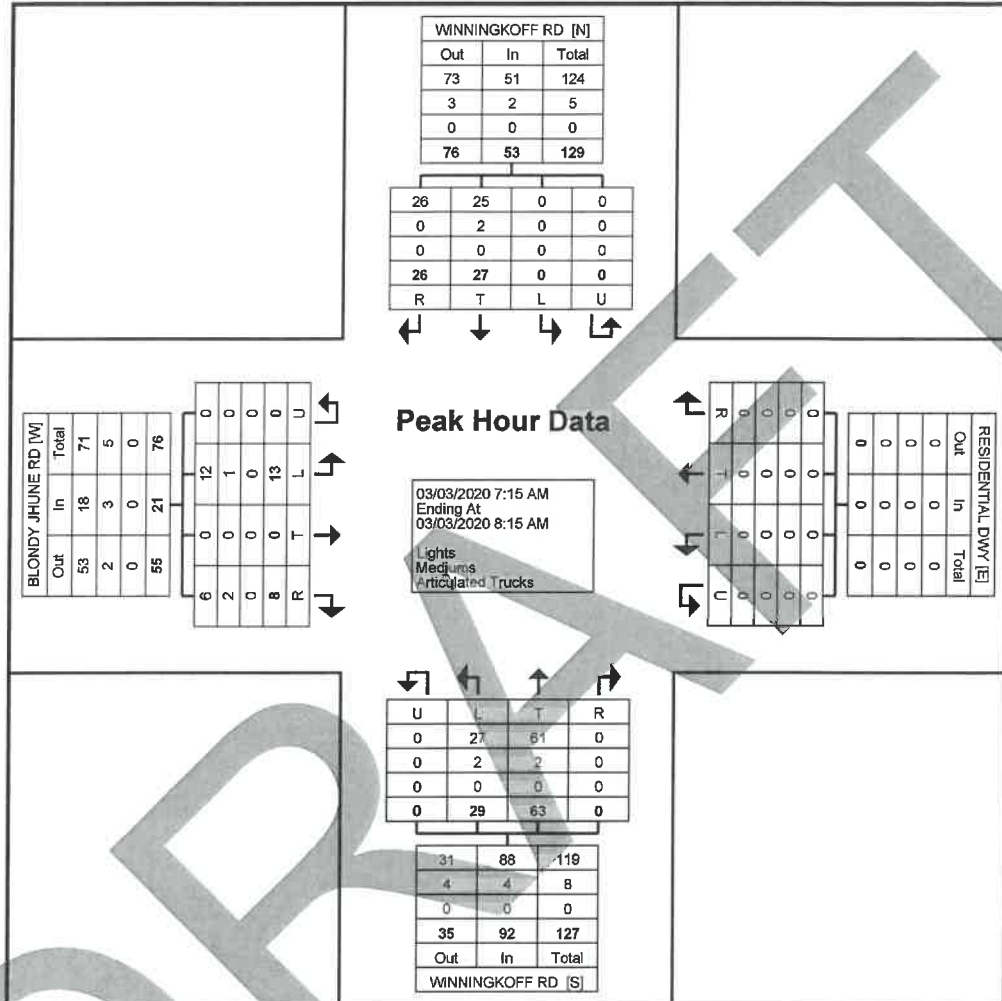 WINNINGKOFF RD [N]
Out In Total
73 51 124
3 2 5
0 0 0
76 53 129
26 25 0 0
0 2 0 0
0 0 0 0
26 27 0 0
R T L U
BLONDY JHUNE RD [W]
Out In Total
53 18 71
2 3 5
0 0 0
55 21 76
0 12 0 6
0 1 0 2
0 0 0 0
0 13 0 8
U L T R
Peak Hour Data
03/03/2020 7:15 AM
Ending At
03/03/2020 8:15 AM
Lights
Mediums
Articulated Trucks
R T L U
0 0 0 0
0 0 0 0
0 0 0 0
0 0 0 0
RESIDENTIAL DWY [E]
Out In Total
0 0 0
0 0 0
0 0 0
0 0 0
U L T R
0 27 61 0
0 2 2 0
0 0 0 0
0 29 63 0
31 88 119
4 4 8
0 0 0
35 92 127
Out In Total
WINNINGKOFF RD [S]
DRAFT